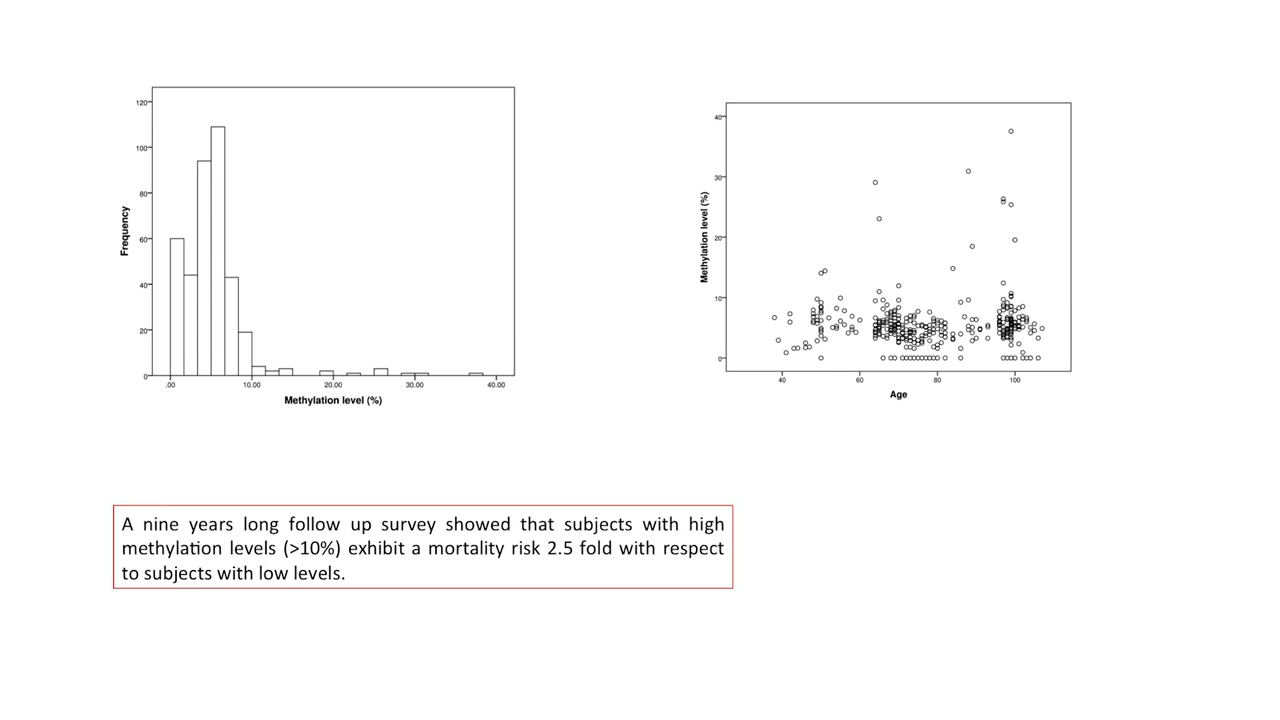 120
100
80
60
40
20
0
Frequency
.00 10.00 20.00 30.00 40.00
Methylation level (%)
40
30
20
10
0
Methylation level (%)
40 60 80 100
Age
A nine years long follow up survey showed that subjects with high
methylation levels (>10%) exhibit a mortality risk 2.5 fold with respect
to subjects with low levels.